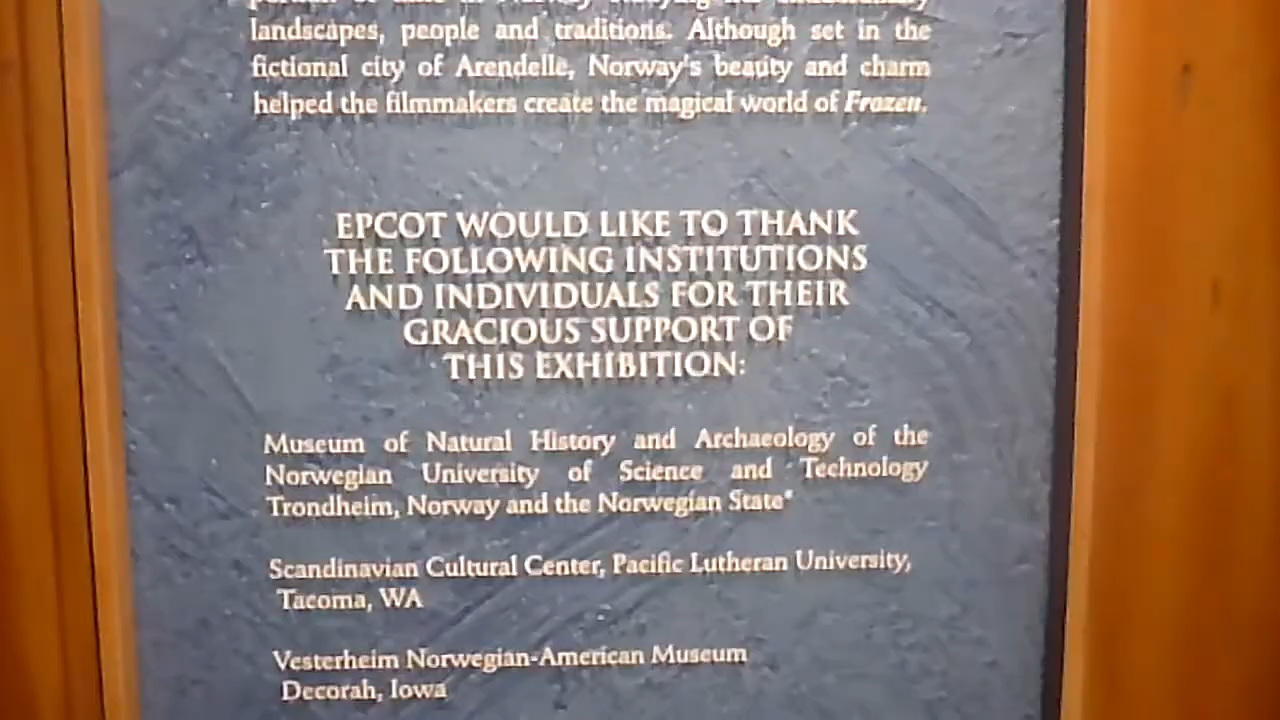 landscapes, people and traditions. Although set in the
fictional city of Arendelle, Norway's beauty and charm
helped the filmmakers create the magical world of Frozen.
EPCOT WOULD LIKE TO THANK
THE FOLLOWING INSTITUTIONS
AND INDIVIDUALS FOR THEIR
GRACIOUS SUPPORT OF
THIS EXHIBITION:
Museum of Natural History and Archaeology of the
Norwegian University of Science and Technology
Trondheim, Norway and the Norwegian State*
Scandinavian Cultural Center, Pacific Lutheran University,
Tacoma, WA
Vesterheim Norwegian-American Museum
Decorah, Iowa